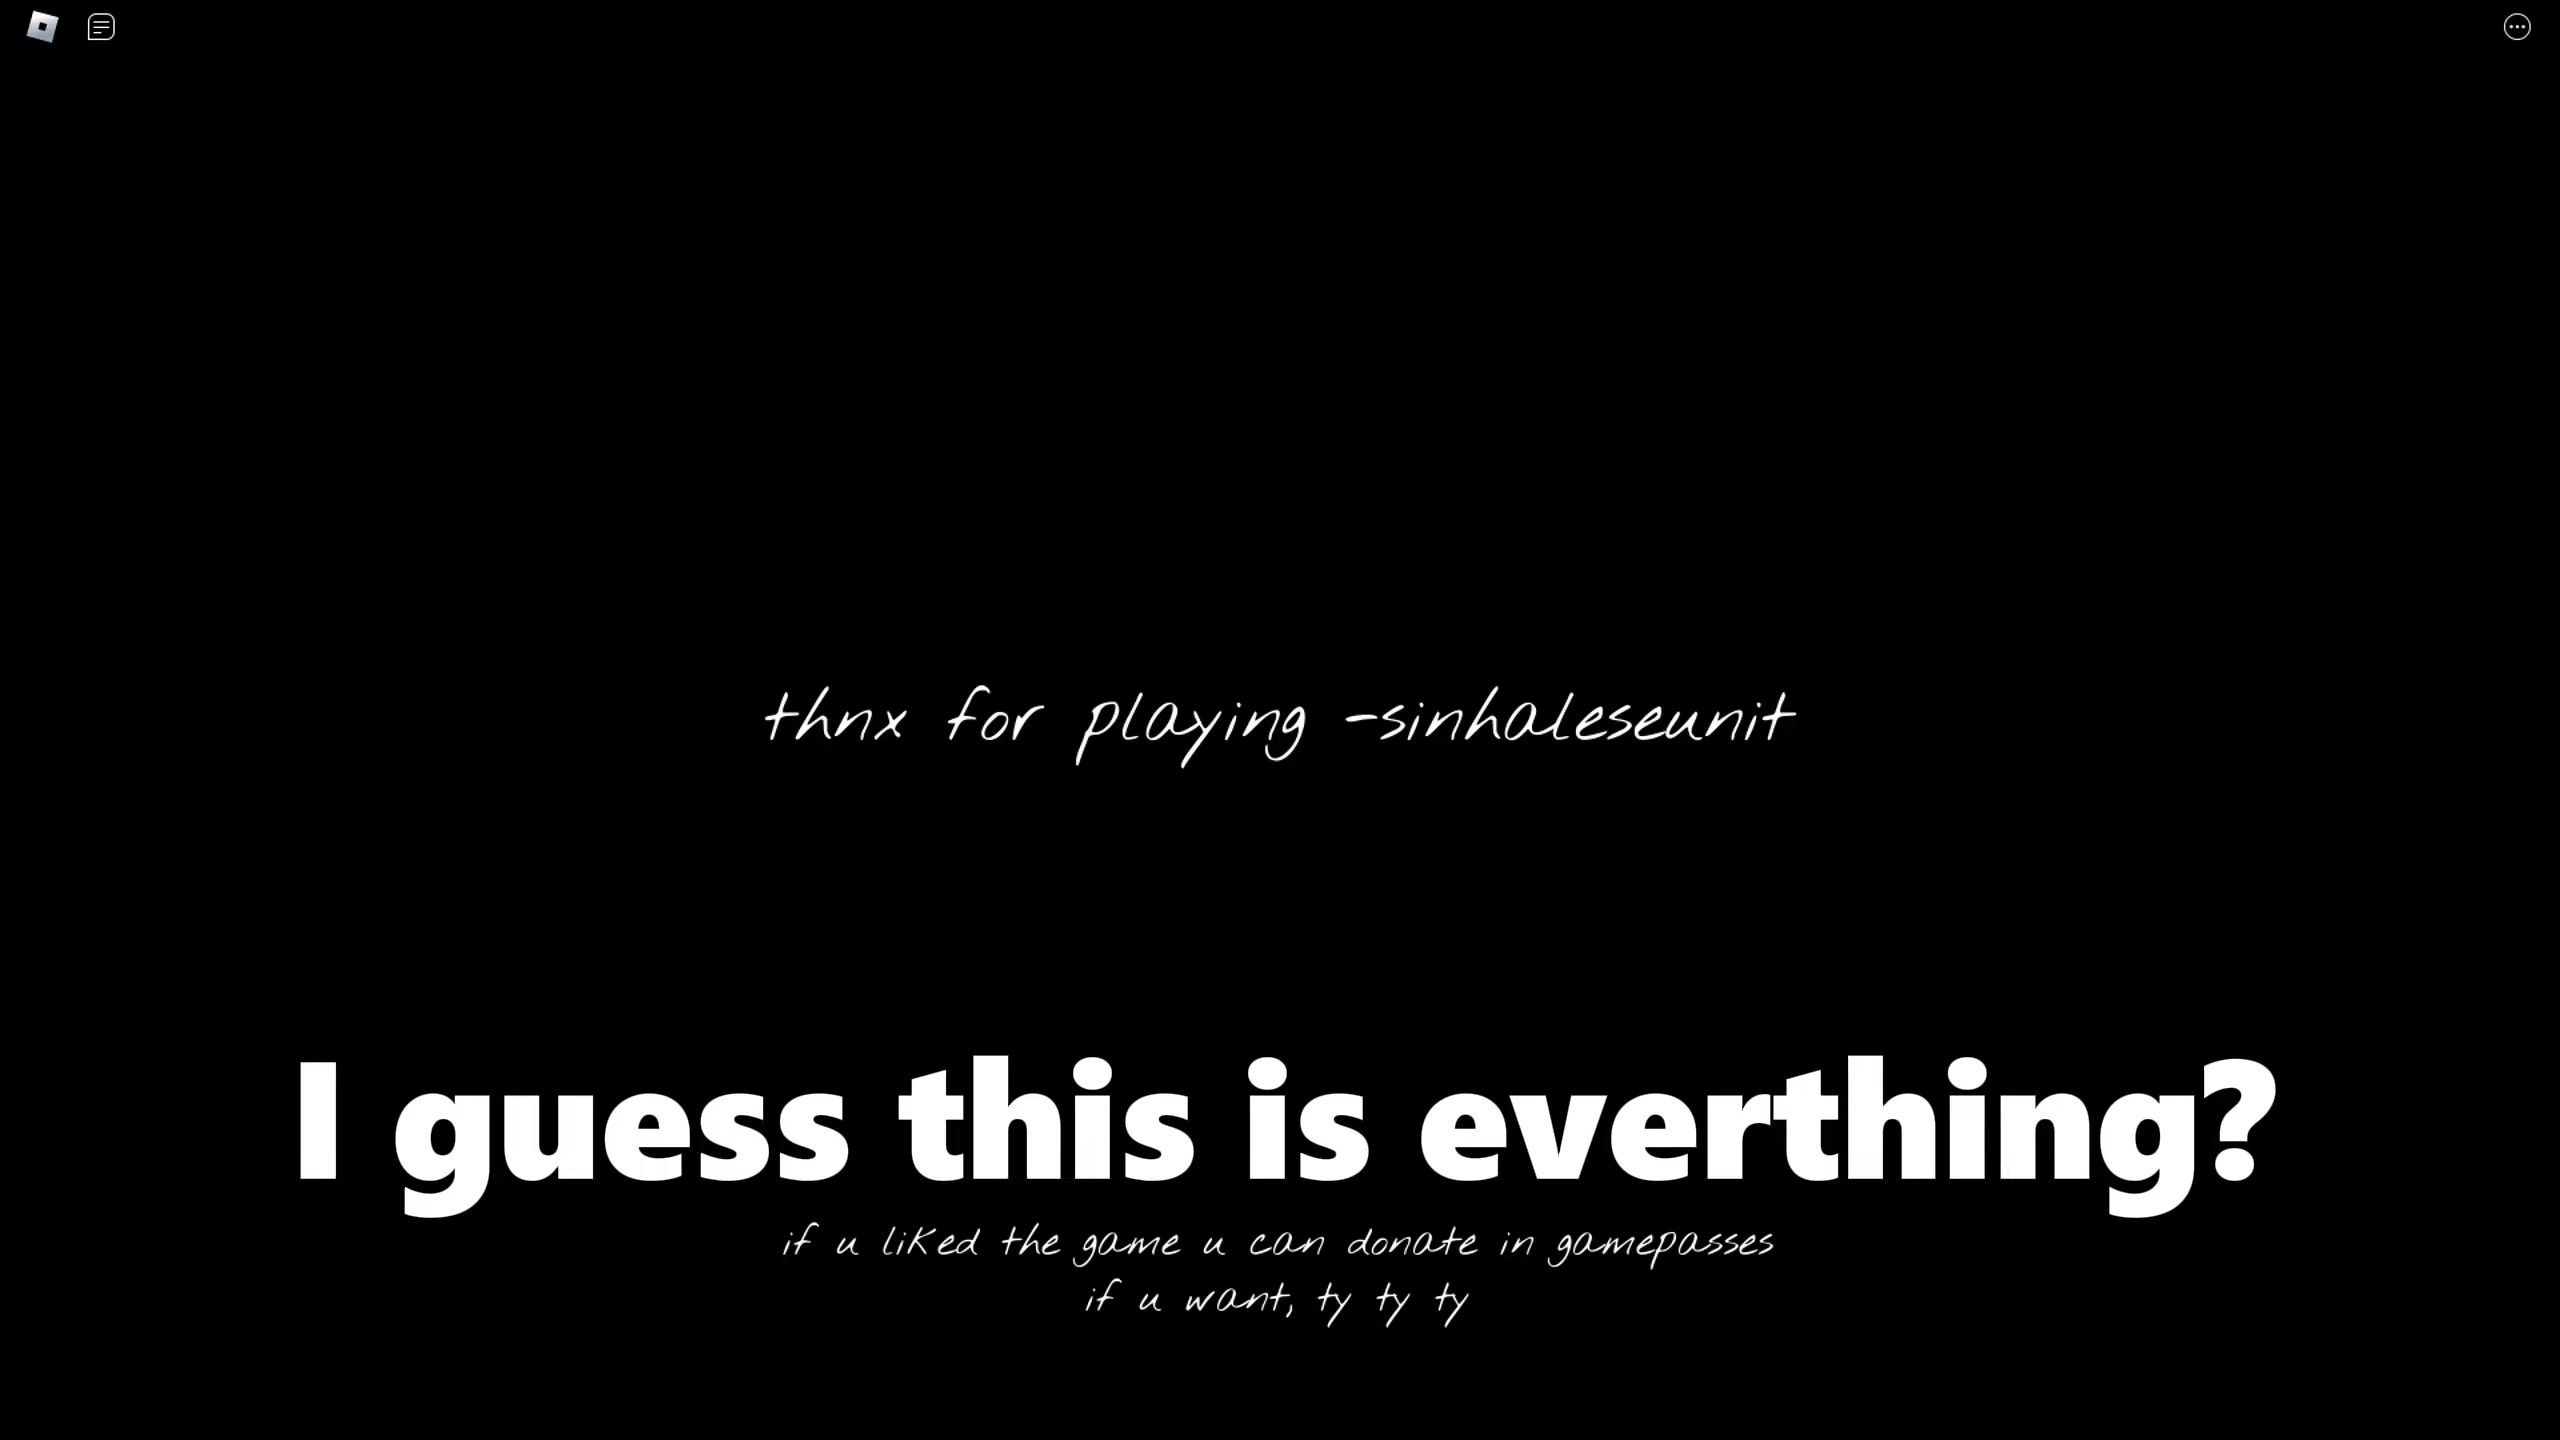 thnx for playing -sinhaleseunit
I guess this is everthing?
if u liked the game u can donate in gamepasses
if u want, ty ty ty